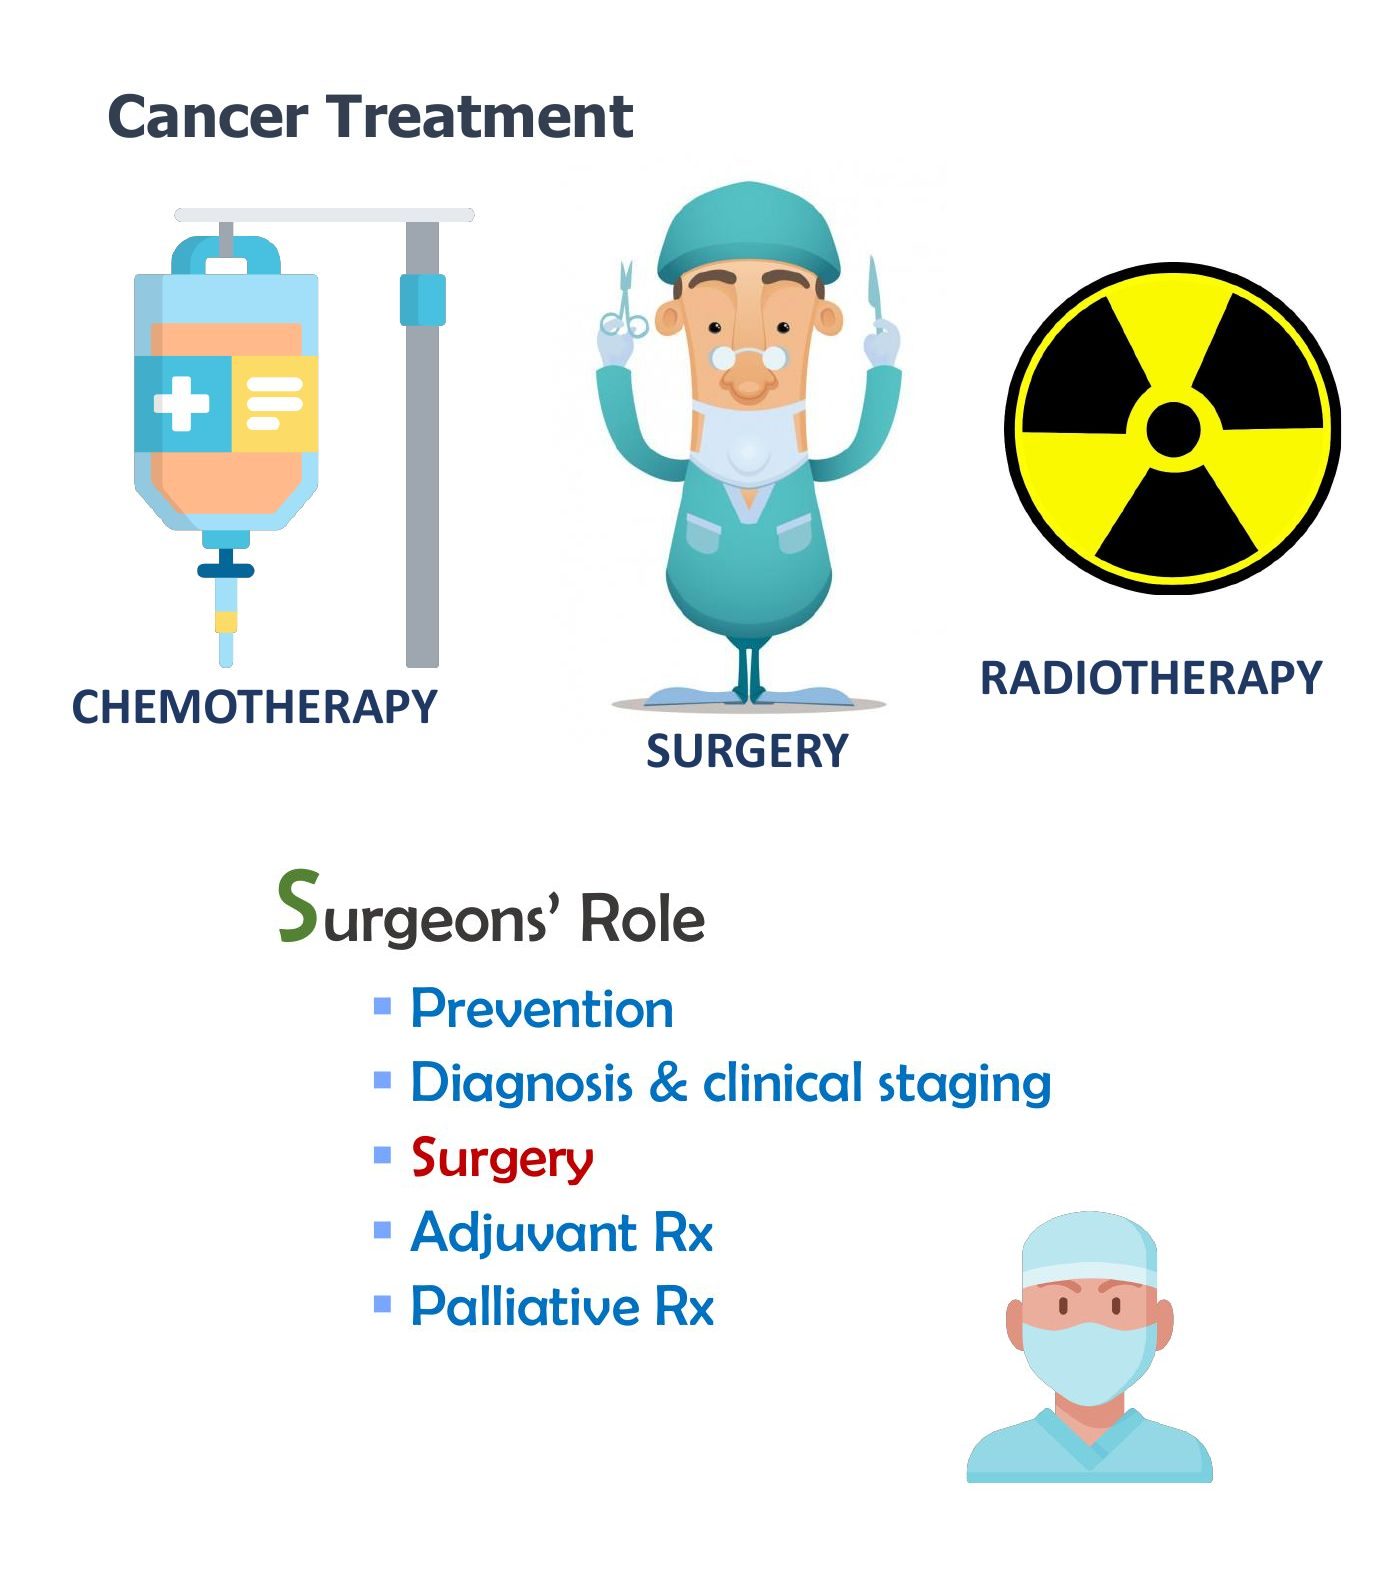 Cancer Treatment
CHEMOTHERAPY
SURGERY
RADIOTHERAPY
Surgeons’ Role
▪ Prevention
▪ Diagnosis & clinical staging
▪ Surgery
▪ Adjuvant Rx
▪ Palliative Rx